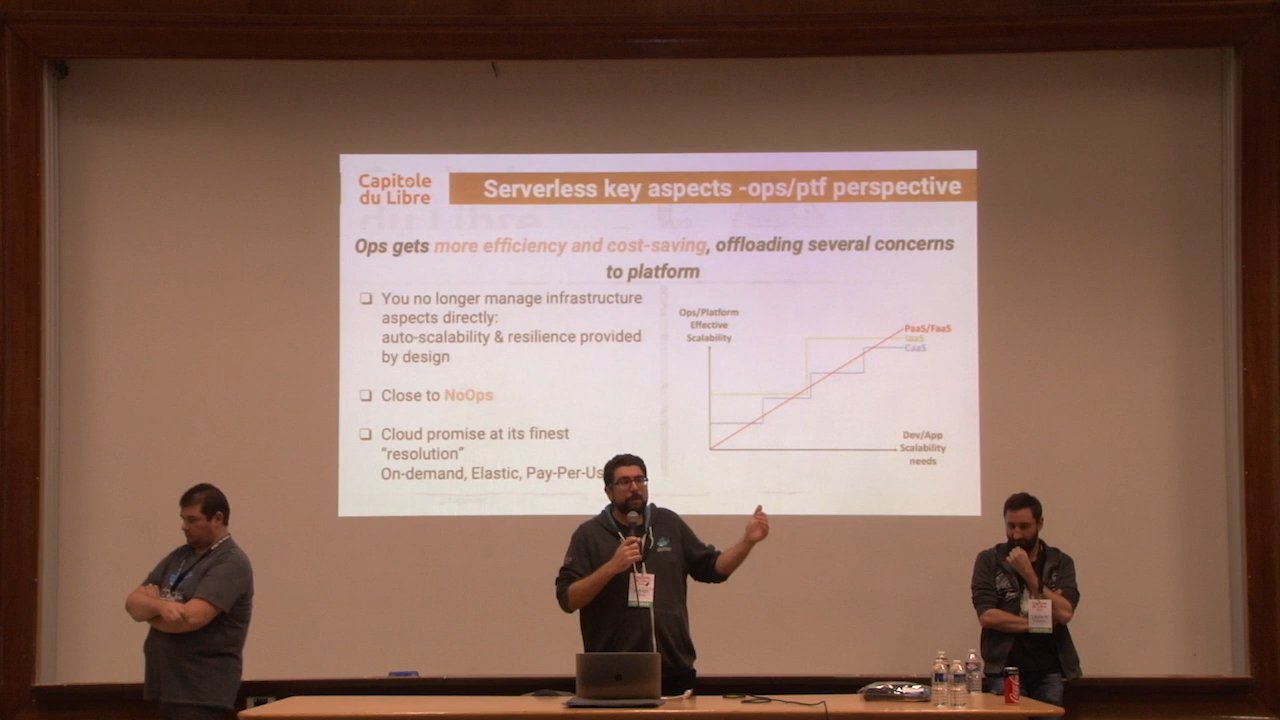 Capitole
du Libre
Serverless key aspects -ops/ptf perspective
Ops gets more efficiency and cost-saving, offloading several concerns
to platform
❏ You no longer manage infrastructure
aspects directly:
auto-scalability & resilience provided
by design
❏ Close to NoOps
❏ Cloud promise at its finest
“resolution”
On-demand, Elastic, Pay-Per-Us
Ops/Platform
Effective
Scalability
PaaS/FaaS
IaaS
CaaS
Dev/App
Scalability
needs